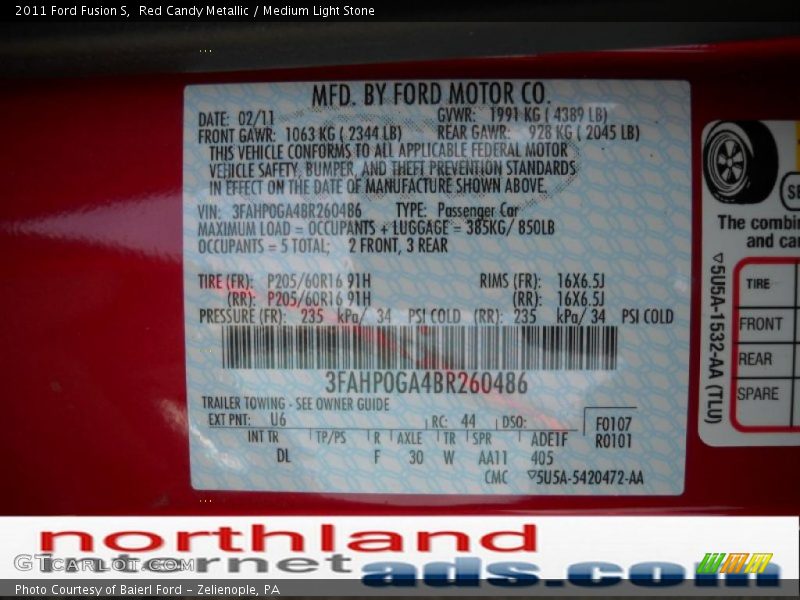 2011 Ford Fusion S,  Red Candy Metallic / Medium Light Stone
MFD. BY FORD MOTOR CO.
DATE: 02/11 GVWR: 1991 KG ( 4389 LB)
FRONT GAWR: 1063 KG ( 2344 LB) REAR GAWR: 928 KG ( 2045 LB)
THIS VEHICLE CONFORMS TO ALL APPLICABLE FEDERAL MOTOR
VEHICLE SAFETY, BUMPER, AND THEFT PREVENTION STANDARDS
IN EFFECT ON THE DATE OF MANUFACTURE SHOWN ABOVE.
VIN: 3FAHP0GA4BR260486 TYPE: Passenger Car
MAXIMUM LOAD = OCCUPANTS + LUGGAGE = 385KG/ 850LB
OCCUPANTS = 5 TOTAL; 2 FRONT, 3 REAR
TIRE (FR): P205/60R16 91H RIMS (FR): 16X6.5J
(RR): P205/60R16 91H (RR): 16X6.5J
PRESSURE (FR): 235 kPa/ 34 PSI COLD (RR): 235 kPa/ 34 PSI COLD
3FAHP0GA4BR260486
TRAILER TOWING - SEE OWNER GUIDE
EXT PNT: U6 RC: 44 DSO: F0107
INT TR TP/PS R AXLE TR SPR ADE1F R0101
DL F 30 W AA11 405
CMC 5U5A-5420472-AA
The combin
and car
TIRE
FRONT
REAR
SPARE
5U5A-1532-AA (TLU)
northland
internet
ads.com
GTCARLOT.COM
Photo Courtesy of Baierl Ford - Zelienople, PA